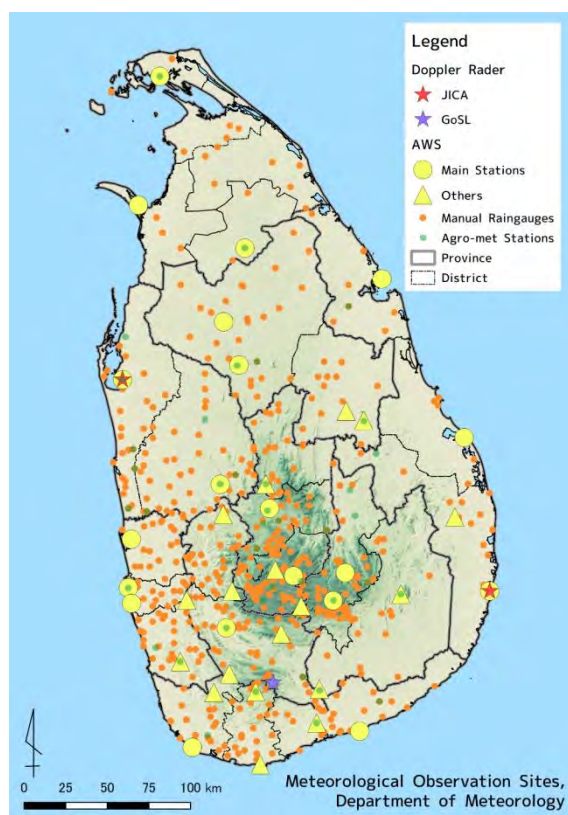 Legend
Doppler Rader
JICA
GoSL
AWS
Main Stations
Others
Manual Raingauges
Agro-met Stations
Province
District
0 25 50 75 100 km
Meteorological Observation Sites,
Department of Meteorology